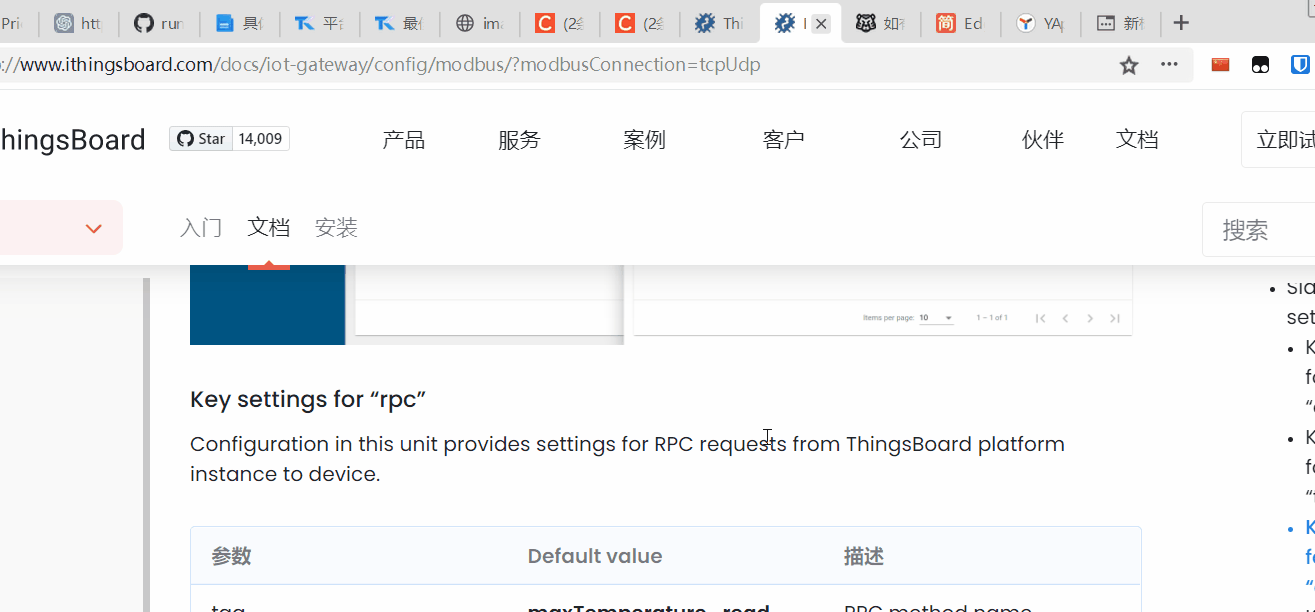 Pri htt run 具体 平台 最 ima (2 (2 Thi 如 Ed YAp 新
://www.ithingsboard.com/docs/iot-gateway/config/modbus/?modbusConnection=tcpUdp
hingsBoard Star 14,009 产品 服务 案例 客户 公司 伙伴 文档 立即试
入门 文档 安装 搜索
Sla
set
Items per page: 10 1 – 1 of 1
K
fo
Key settings for “rpc”
Configuration in this unit provides settings for RPC requests from ThingsBoard platform
instance to device.
K
fo
“t
K
fo
参数 Default value 描述
tag maxTemperature_read RPC method name